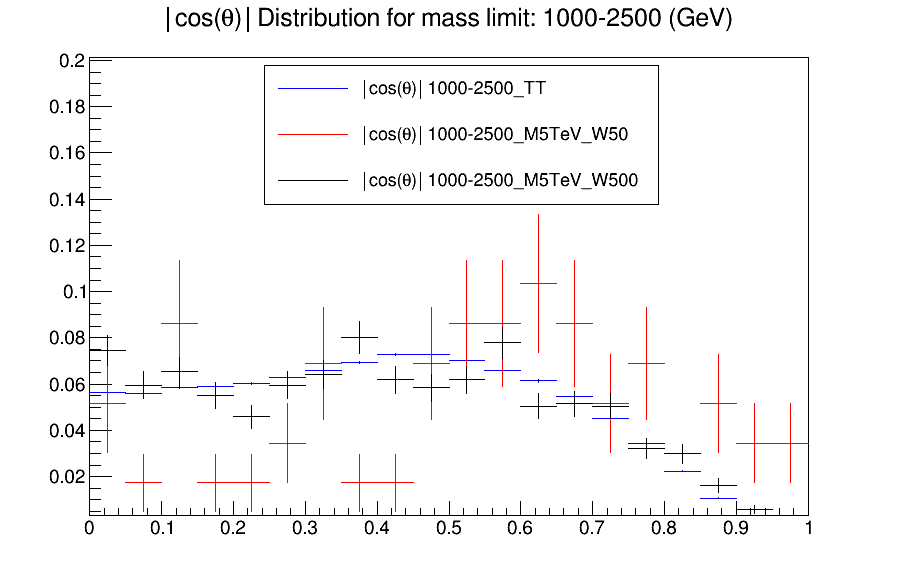 |cos(θ)| Distribution for mass limit: 1000-2500 (GeV)
|cos(θ)| 1000-2500_TT
|cos(θ)| 1000-2500_M5TeV_W50
|cos(θ)| 1000-2500_M5TeV_W500
0.2
0.18
0.16
0.14
0.12
0.1
0.08
0.06
0.04
0.02
0 0.1 0.2 0.3 0.4 0.5 0.6 0.7 0.8 0.9 1